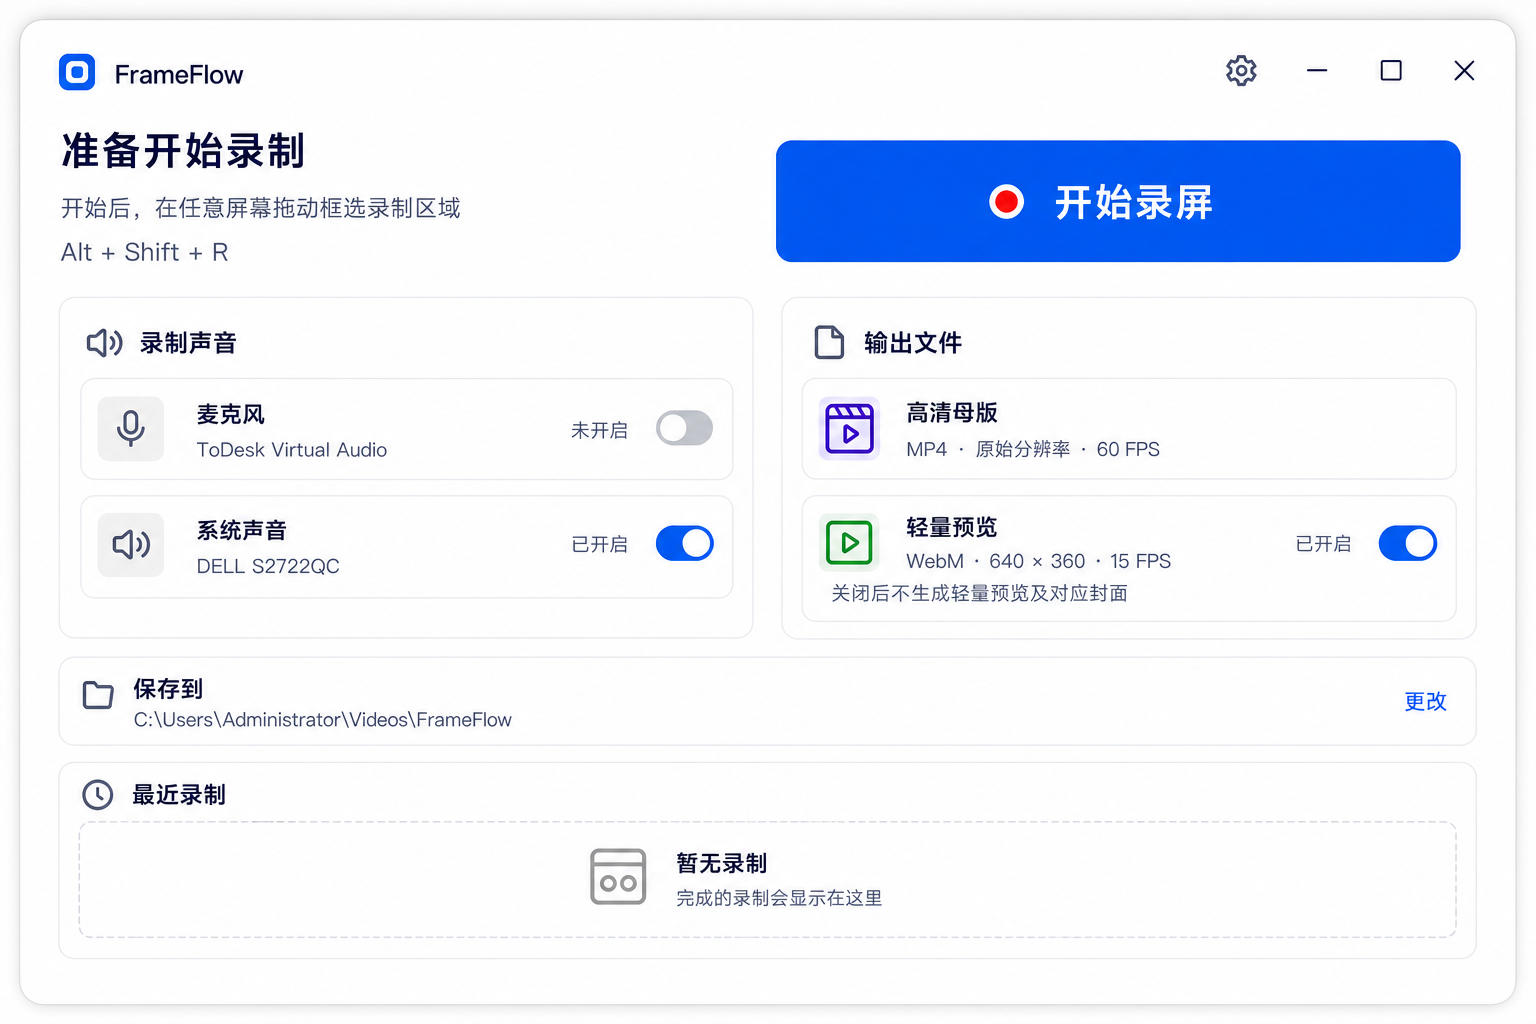 FrameFlow
准备开始录制
开始后，在任意屏幕拖动框选录制区域
Alt + Shift + R
开始录屏
录制声音
麦克风
ToDesk Virtual Audio
未开启
系统声音
DELL S2722QC
已开启
输出文件
高清母版
MP4 · 原始分辨率 · 60 FPS
轻量预览
WebM · 640 × 360 · 15 FPS
已开启
关闭后不生成轻量预览及对应封面
保存到
C:\Users\Administrator\Videos\FrameFlow
更改
最近录制
暂无录制
完成的录制会显示在这里